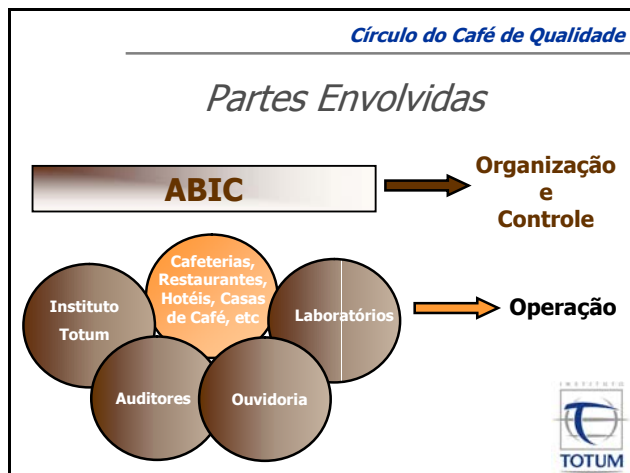 Círculo do Café de Qualidade
Partes Envolvidas
ABIC
Organização
e
Controle
Cafeterias,
Restaurantes,
Hotéis, Casas
de Café, etc
Instituto
Totum
Laboratórios
Operação
Auditores
Ouvidoria
INSTITUTO
TOTUM